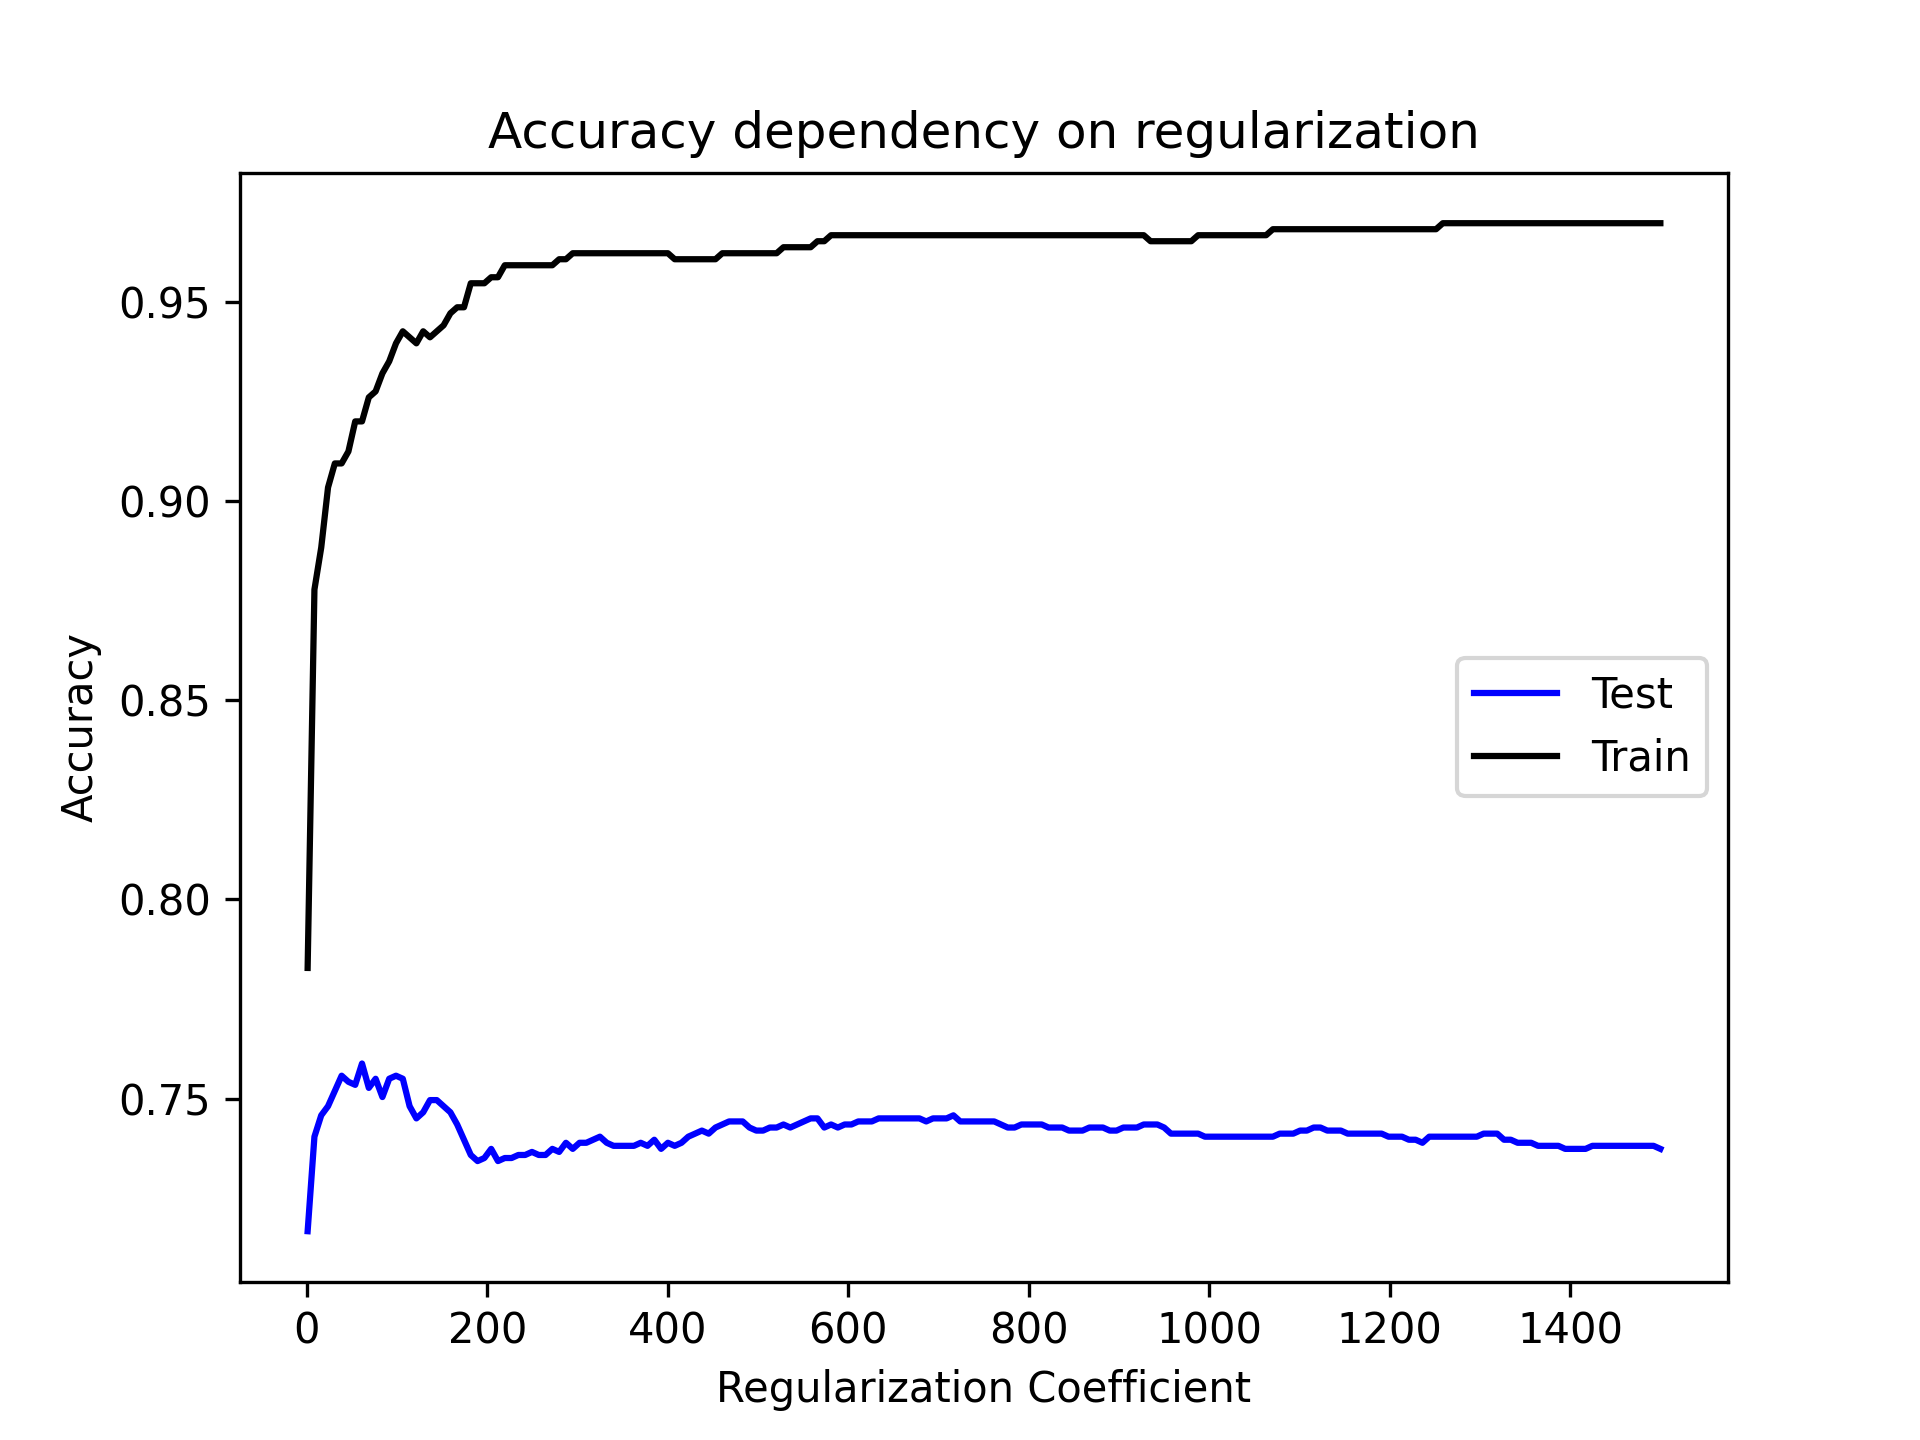 Accuracy dependency on regularization
Accuracy
0.95
0.90
0.85
0.80
0.75
Test
Train
0 200 400 600 800 1000 1200 1400
Regularization Coefficient